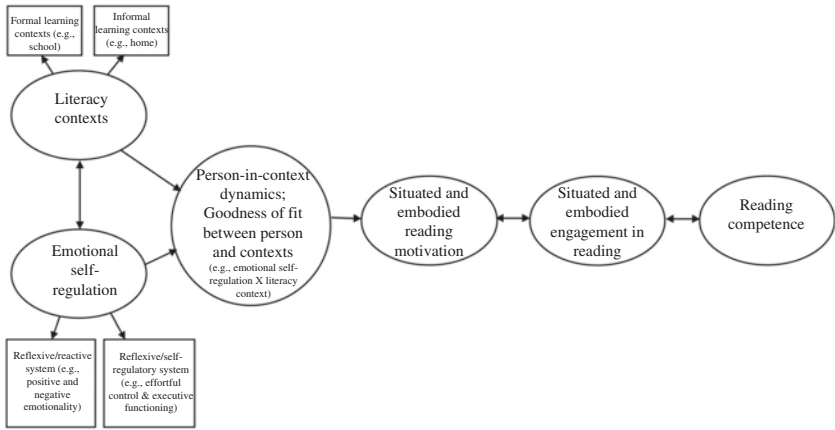 Formal learning
contexts (e.g.,
school)
Informal
learning contexts
(e.g., home)
Literacy
contexts
Emotional
self-
regulation
Reflexive/reactive
system (e.g.,
positive and
negative
emotionality)
Reflexive/self-
regulatory system
(e.g., effortful
control & executive
functioning)
Person-in-context
dynamics;
Goodness of fit
between person
and contexts
(e.g., emotional self-
regulation X literacy
context)
Situated and
embodied
reading
motivation
Situated and
embodied
engagement in
reading
Reading
competence